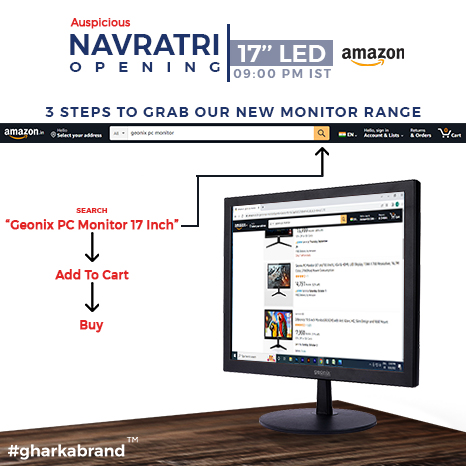 Auspicious
NAVRATRI
OPENING
17” LED
09:00 PM IST
amazon
3 STEPS TO GRAB OUR NEW MONITOR RANGE
amazon.in
Hello
Select your address
All
geonix pc monitor
EN
Hello, sign in
Account & Lists
Returns
& Orders
0
Cart
SEARCH
“Geonix PC Monitor 17 Inch”
Add To Cart
Buy
#gharkabrand™